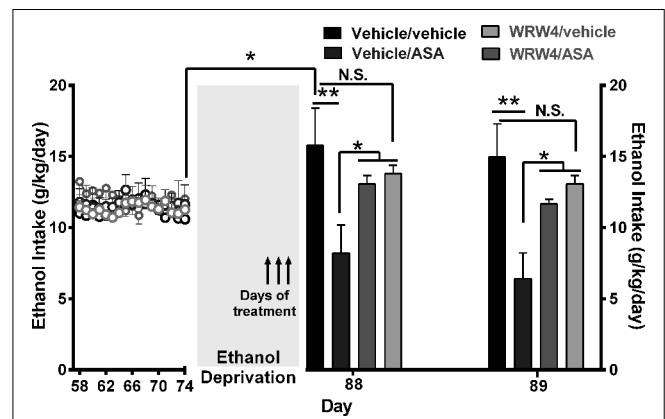 Vehicle/vehicle
WRW4/vehicle
Vehicle/ASA
WRW4/ASA
*
N.S.
**
*
**
N.S.
*
20
15
10
5
0
Ethanol Intake (g/kg/day)
Days of
treatment
Ethanol
Deprivation
58 62 66 70 74
88
89
Day
20
15
10
5
0
Ethanol Intake (g/kg/day)